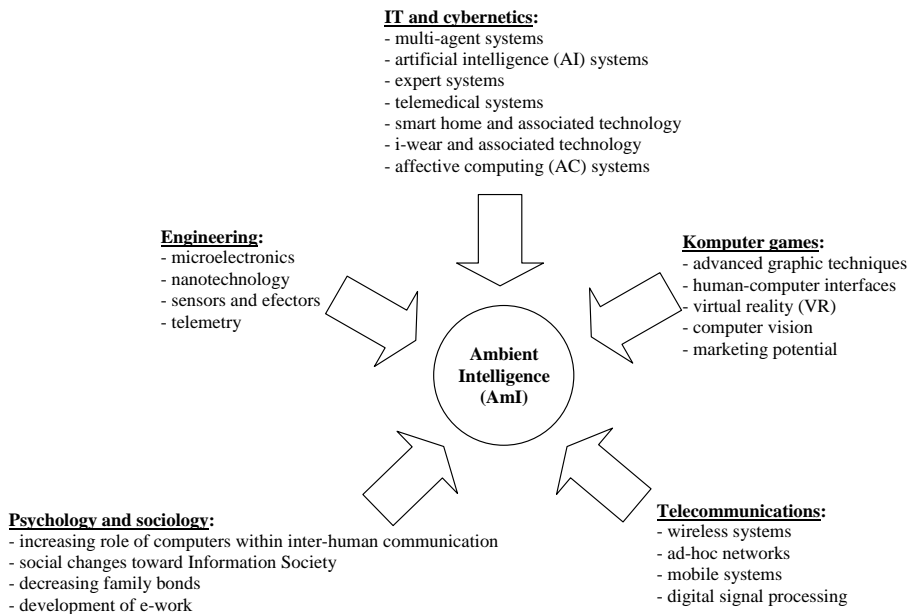 IT and cybernetics:
- multi-agent systems
- artificial intelligence (AI) systems
- expert systems
- telemedical systems
- smart home and associated technology
- i-wear and associated technology
- affective computing (AC) systems
Engineering:
- microelectronics
- nanotechnology
- sensors and efectors
- telemetry
Komputer games:
- advanced graphic techniques
- human-computer interfaces
- virtual reality (VR)
- computer vision
- marketing potential
Ambient
Intelligence
(AmI)
Psychology and sociology:
- increasing role of computers within inter-human communication
- social changes toward Information Society
- decreasing family bonds
- development of e-work
Telecommunications:
- wireless systems
- ad-hoc networks
- mobile systems
- digital signal processing